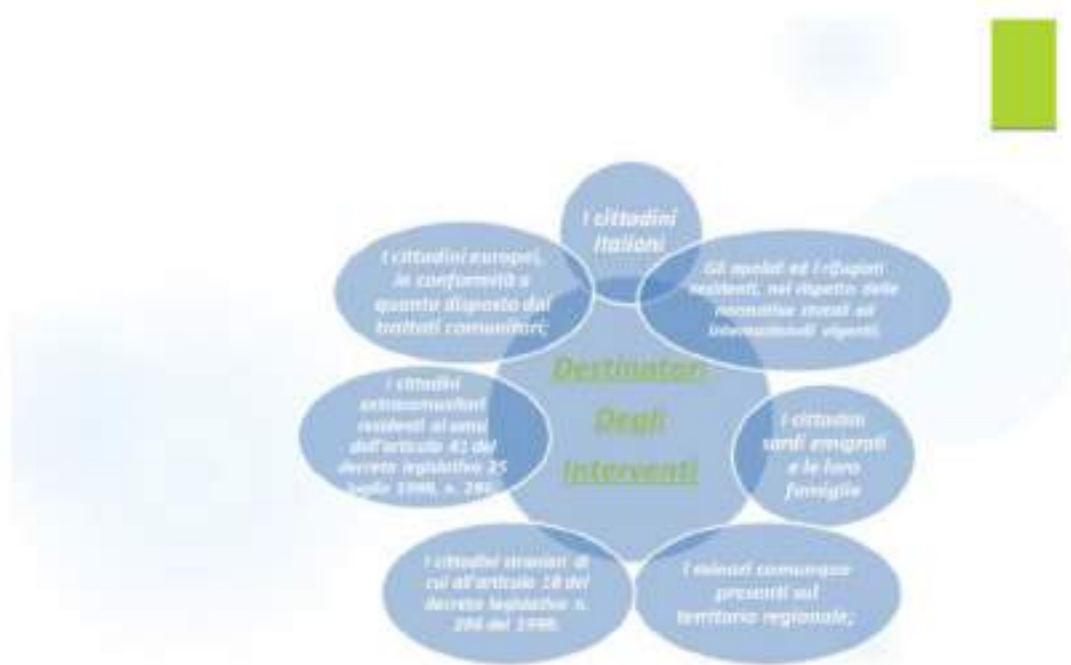 I cittadini
Italiani
Gli apolidi ed i rifugiati
residenti, nel rispetto delle
normative statali ed
internazionali vigenti;
I cittadini
sardi emigrati
e le loro
famiglie
I minori comunque
presenti sul
territorio regionale;
I cittadini stranieri di
cui all'articolo 18 del
decreto legislativo n.
286 del 1998;
I cittadini
extracomunitari
residenti ai sensi
dell'articolo 41 del
decreto legislativo 25
luglio 1998, n. 286
I cittadini europei,
in conformità a
quanto disposto dai
trattati comunitari;
Destinatari
Degli
Interventi